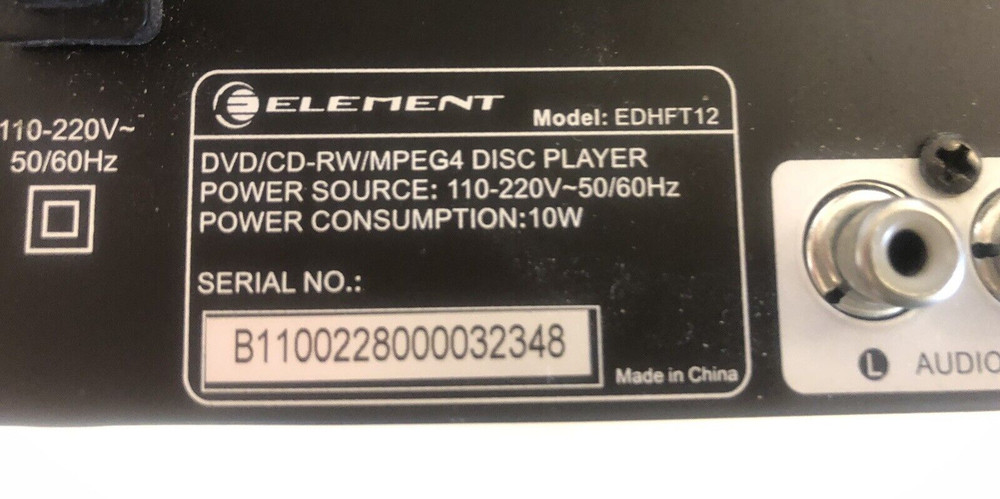 110-220V~
50/60Hz
ELEMENT
Model: EDHFT12
DVD/CD-RW/MPEG4 DISC PLAYER
POWER SOURCE: 110-220V~50/60Hz
POWER CONSUMPTION:10W
SERIAL NO.:
B1100228000032348
Made in China
L AUDIO